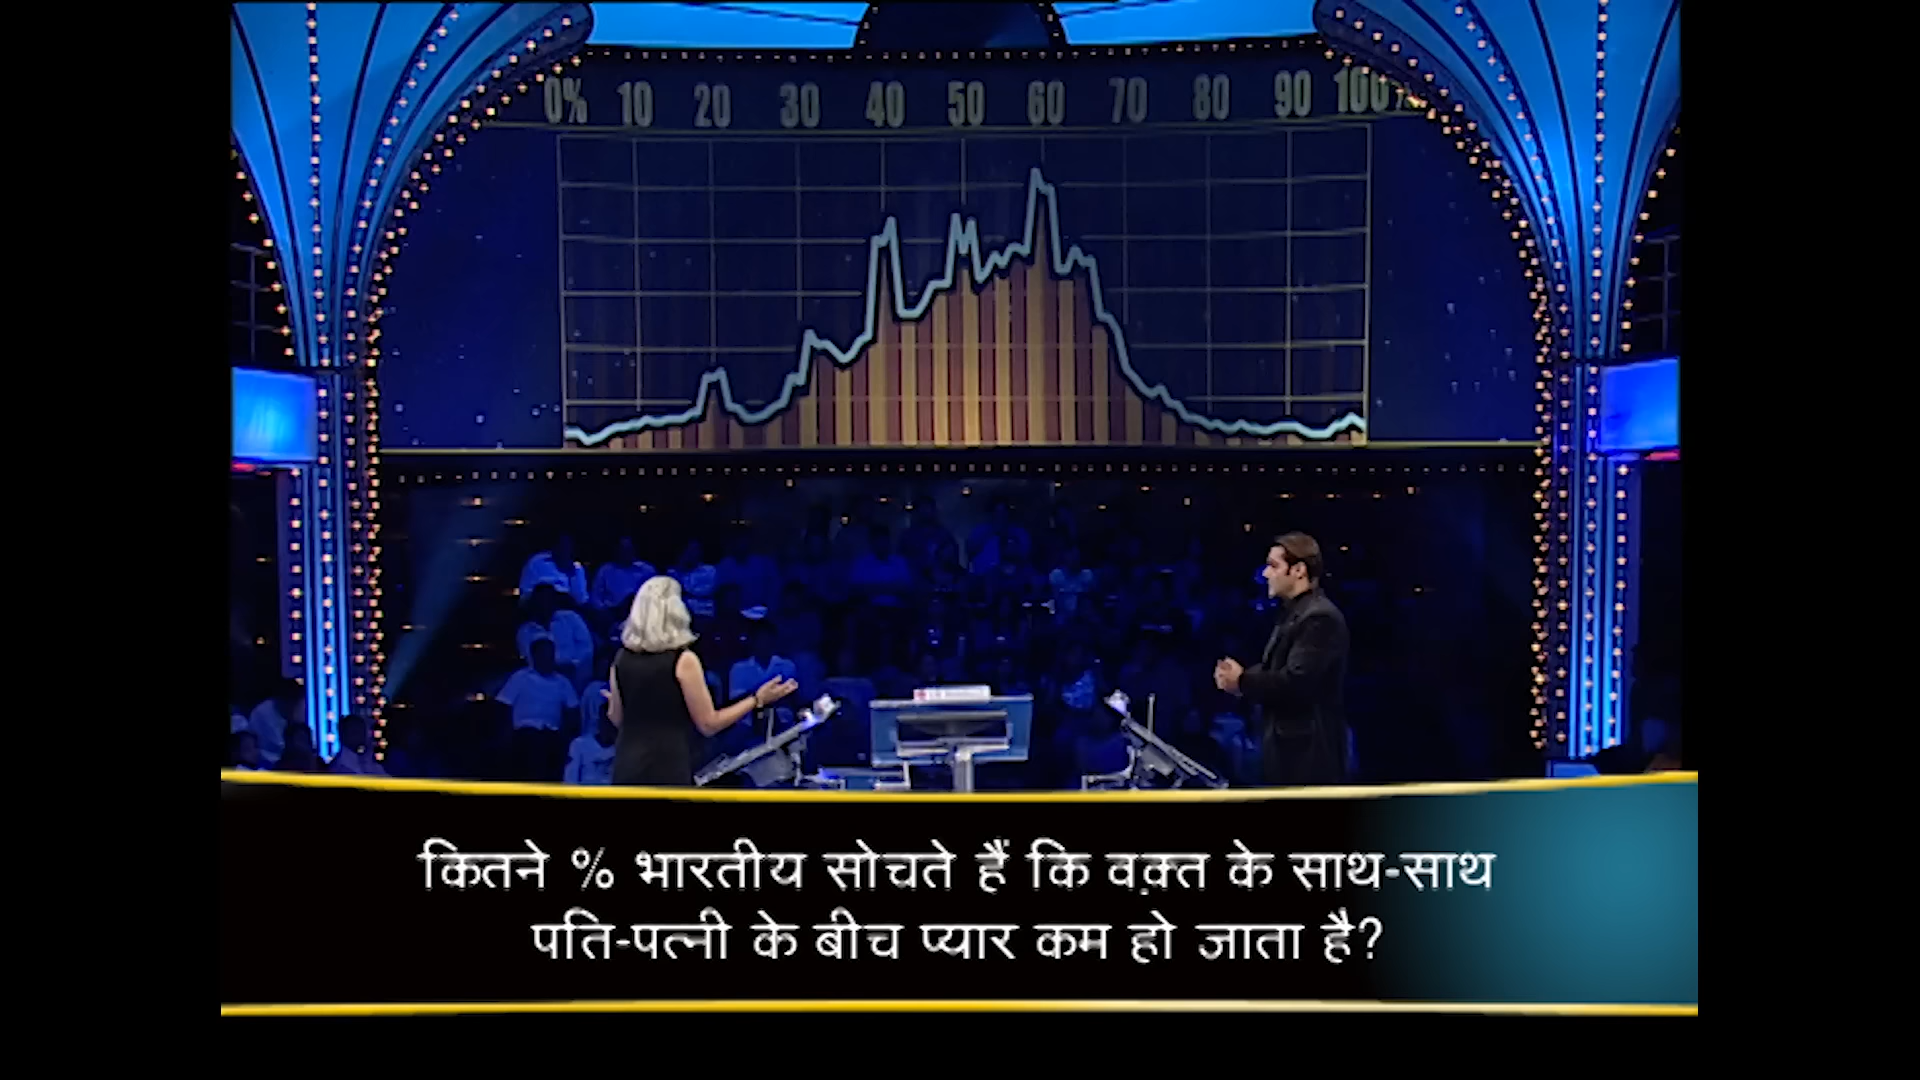 0% 10 20 30 40 50 60 70 80 90 100%
कितने % भारतीय सोचते हैं कि वक़्त के साथ-साथ
पति-पत्नी के बीच प्यार कम हो जाता है?